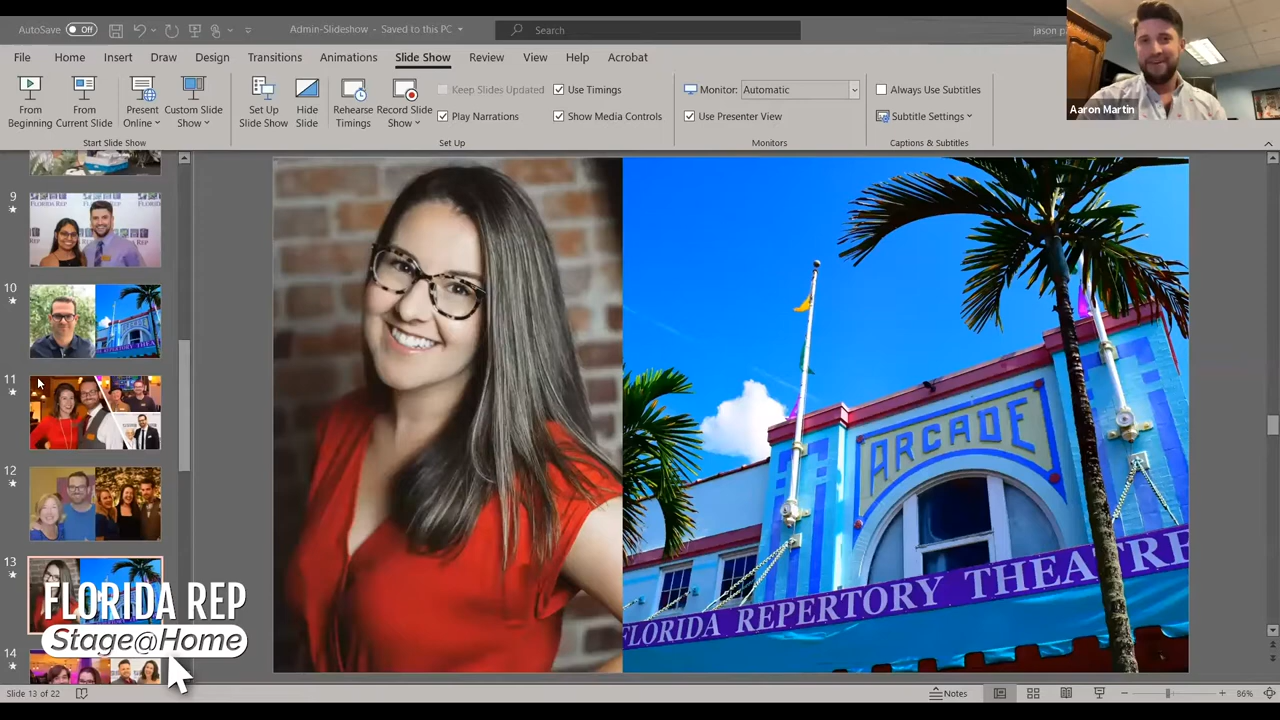 AutoSave Off
Admin-Slideshow - Saved to this PC
Search
jason p
File Home Insert Draw Design Transitions Animations Slide Show Review View Help Acrobat
From Beginning
From Current Slide
Present Online
Custom Slide Show
Start Slide Show
Set Up Slide Show
Hide Slide
Rehearse Timings
Record Slide Show
Keep Slides Updated
Use Timings
Play Narrations
Show Media Controls
Set Up
Monitor: Automatic
Use Presenter View
Monitors
Always Use Subtitles
Subtitle Settings
Captions & Subtitles
Aaron Martin
9
10
11
12
13
14
ARCADE
FLORIDA REPERTORY THEATRE
FLORIDA REP
Stage@Home
Slide 13 of 22
Notes
86%